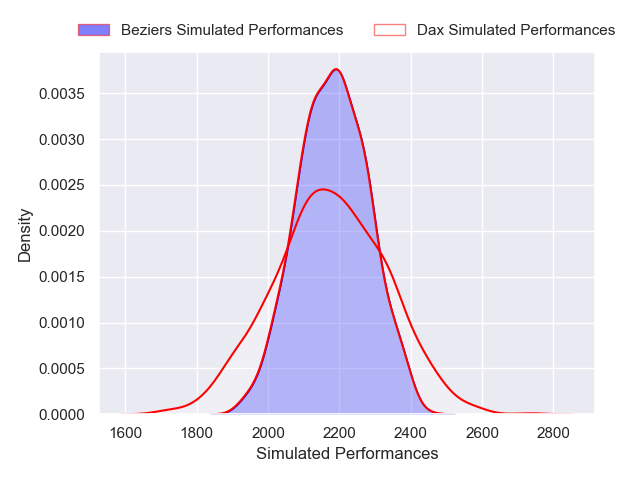 Beziers Simulated Performances
Dax Simulated Performances
0.0035
0.0030
0.0025
0.0020
0.0015
0.0010
0.0005
0.0000
Density
1600 1800 2000 2200 2400 2600 2800
Simulated Performances